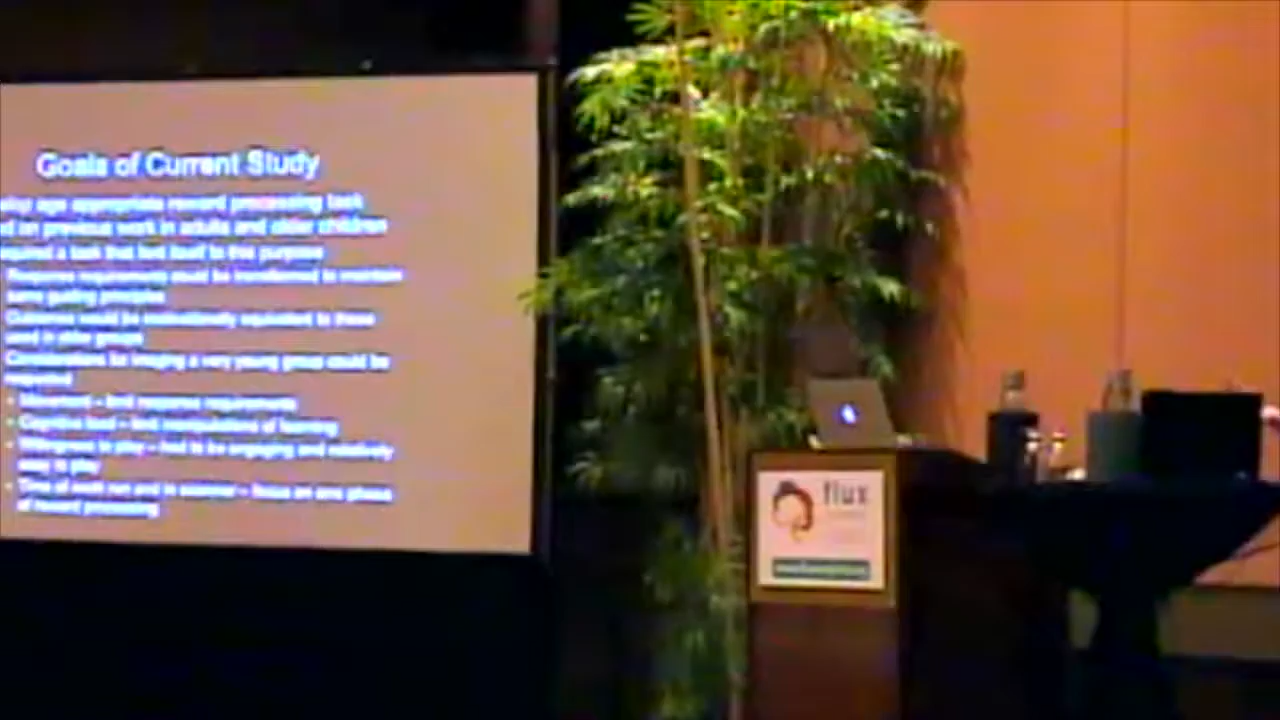 Goals of Current Study
age appropriate reward processing task
on previous work in adults and older children
a task that lent itself to this purpose
Response requirements could be transformed to maintain
same guiding principles
Outcomes would be motivationally equivalent to those
used in older groups
Considerations for imaging a very young group could be
respected
• Movement – limit response requirements
• Cognitive load – limit manipulations of learning
• Willingness to play – had to be engaging and relatively
easy to play
• Time of each run and in scanner – focus on one phase
of reward processing
flux